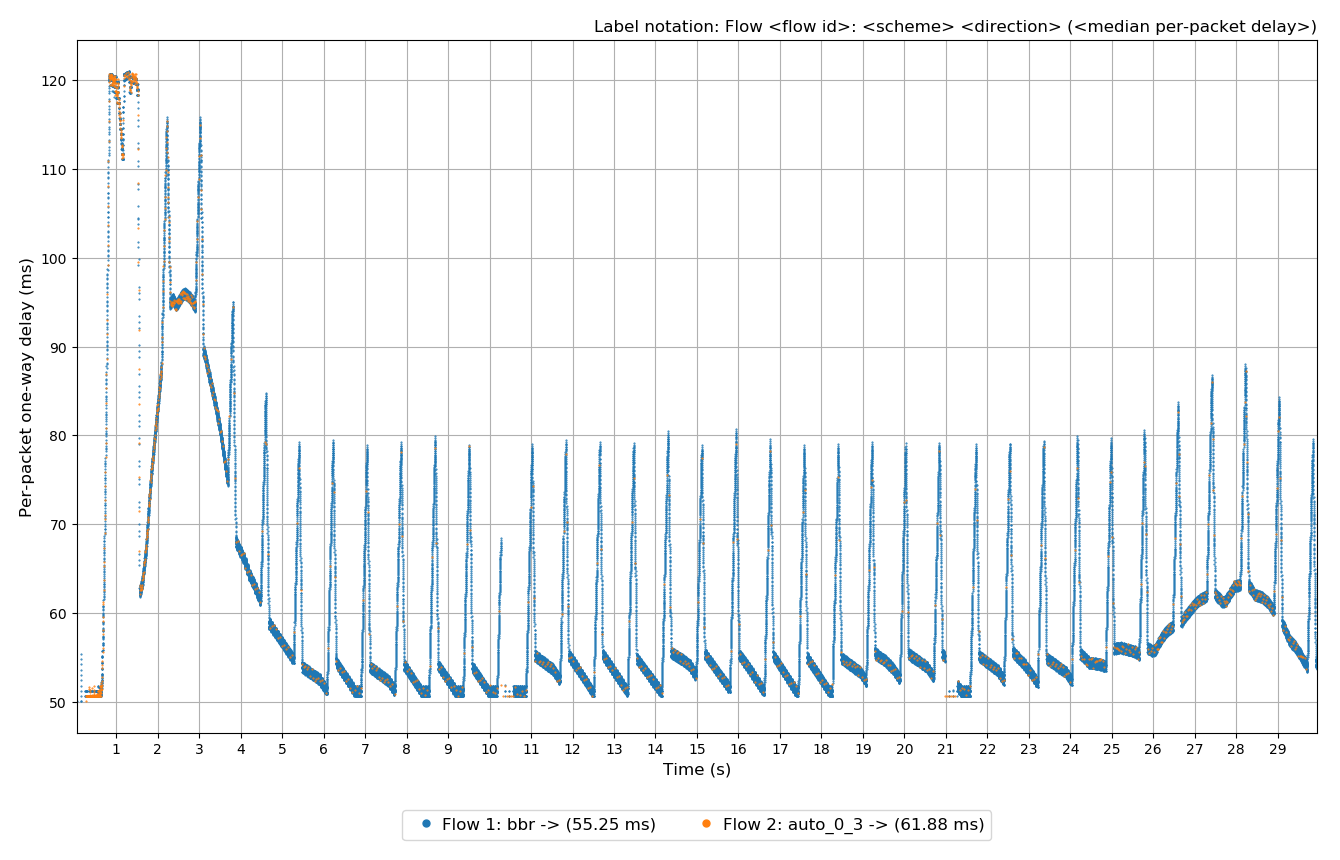 Label notation: Flow <flow id>: <scheme> <direction> (<median per-packet delay>)
Per-packet one-way delay (ms)
120
110
100
90
80
70
60
50
1 2 3 4 5 6 7 8 9 10 11 12 13 14 15 16 17 18 19 20 21 22 23 24 25 26 27 28 29
Time (s)
Flow 1: bbr -> (55.25 ms) Flow 2: auto_0_3 -> (61.88 ms)